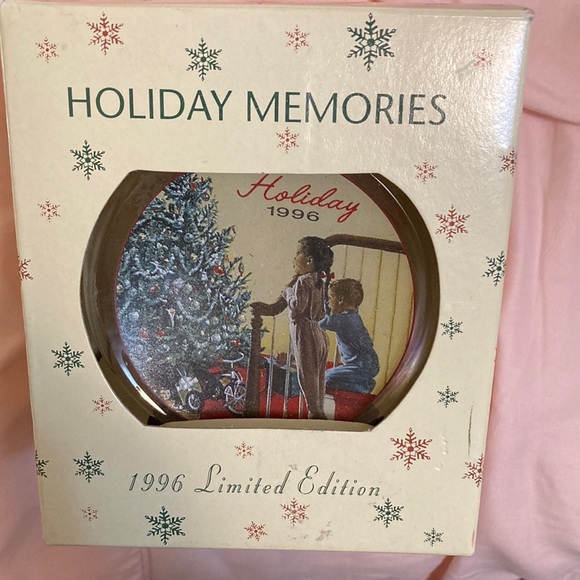 HOLIDAY MEMORIES
Holiday
1996
1996 Limited Edition